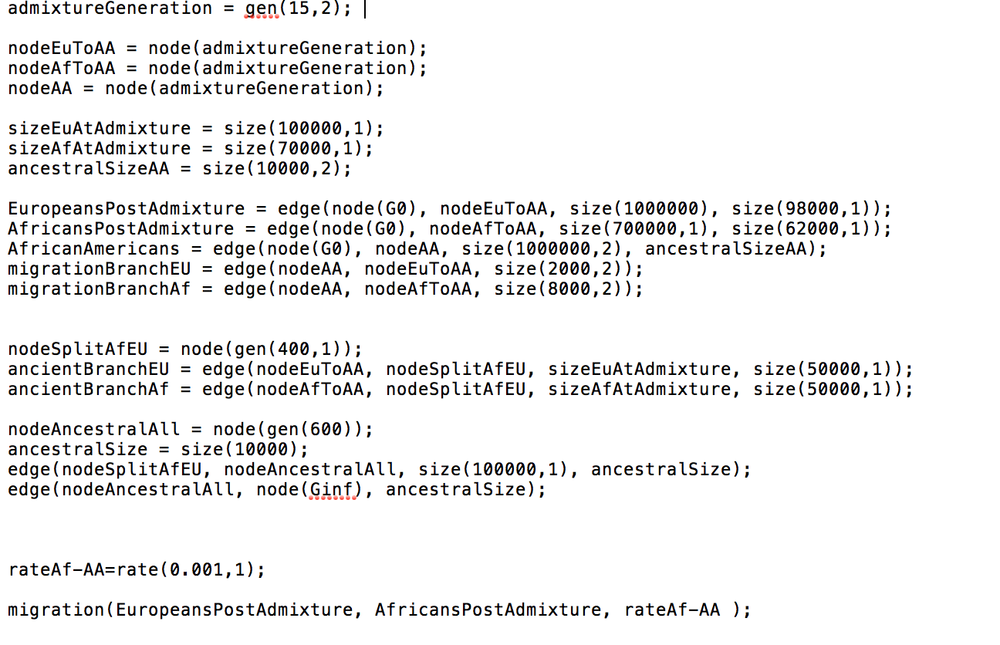 admixtureGeneration = gen(15,2);
nodeEuToAA = node(admixtureGeneration);
nodeAfToAA = node(admixtureGeneration);
nodeAA = node(admixtureGeneration);
sizeEuAtAdmixture = size(100000,1);
sizeAfAtAdmixture = size(70000,1);
ancestralSizeAA = size(10000,2);
EuropeansPostAdmixture = edge(node(G0), nodeEuToAA, size(1000000), size(98000,1));
AfricansPostAdmixture = edge(node(G0), nodeAfToAA, size(700000,1), size(62000,1));
AfricanAmericans = edge(node(G0), nodeAA, size(1000000,2), ancestralSizeAA);
migrationBranchEU = edge(nodeAA, nodeEuToAA, size(2000,2));
migrationBranchAf = edge(nodeAA, nodeAfToAA, size(8000,2));
nodeSplitAfEU = node(gen(400,1));
ancientBranchEU = edge(nodeEuToAA, nodeSplitAfEU, sizeEuAtAdmixture, size(50000,1));
ancientBranchAf = edge(nodeAfToAA, nodeSplitAfEU, sizeAfAtAdmixture, size(50000,1));
nodeAncestralAll = node(gen(600));
ancestralSize = size(10000);
edge(nodeSplitAfEU, nodeAncestralAll, size(100000,1), ancestralSize);
edge(nodeAncestralAll, node(Ginf), ancestralSize);
rateAf-AA=rate(0.001,1);
migration(EuropeansPostAdmixture, AfricansPostAdmixture, rateAf-AA );